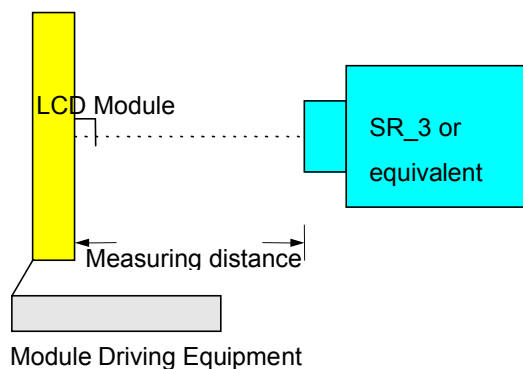 LCD Module
SR_3 or
equivalent
Measuring distance
Module Driving Equipment